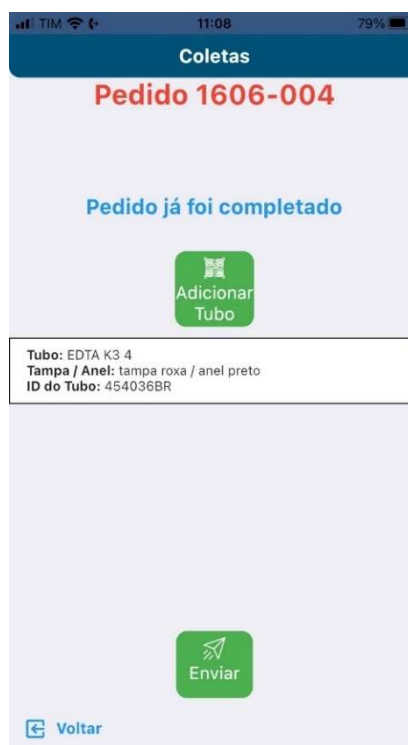 TIM 11:08 79%
Coletas
Pedido 1606-004
Pedido já foi completado
Adicionar
Tubo
Tubo: EDTA K3 4
Tampa / Anel: tampa roxa / anel preto
ID do Tubo: 454036BR
Enviar
Voltar